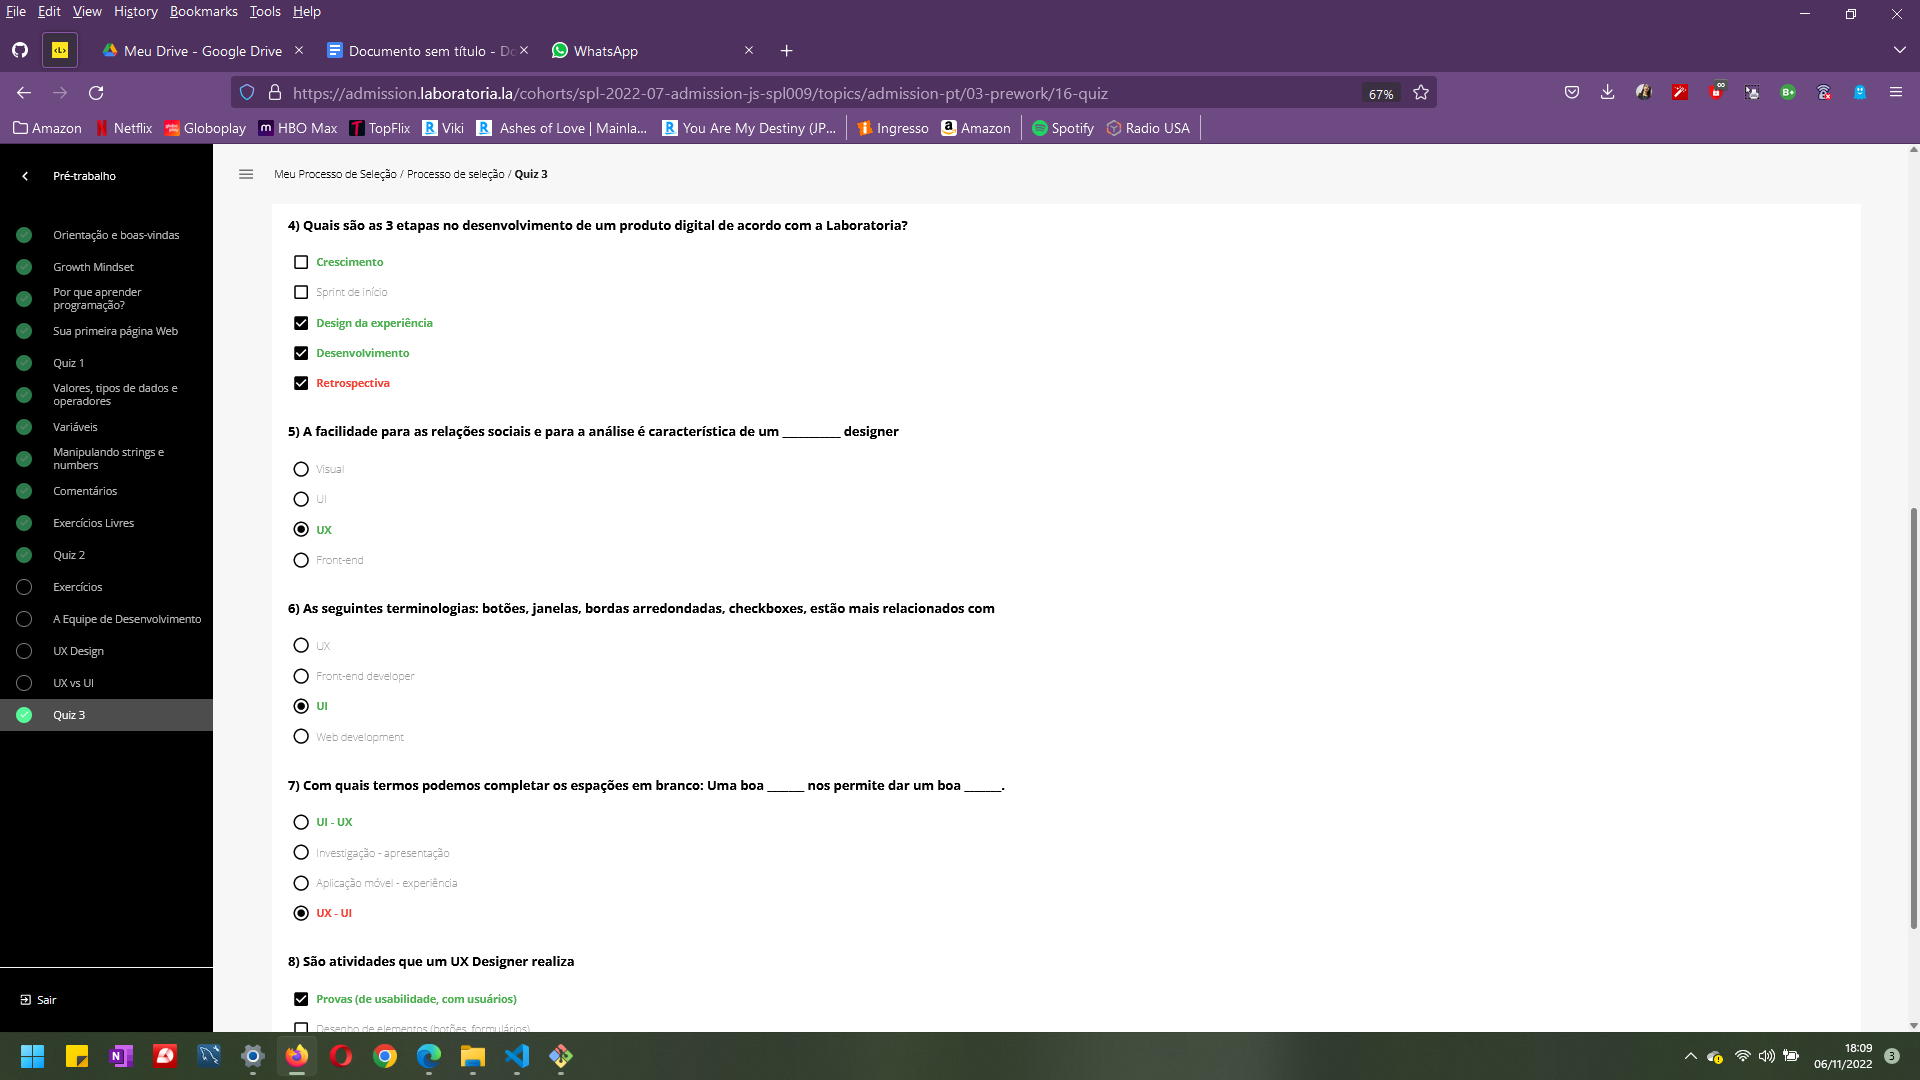 File Edit View History Bookmarks Tools Help
Meu Drive - Google Drive
Documento sem título - Do
WhatsApp
https://admission.laboratoria.la/cohorts/spl-2022-07-admission-js-spl009/topics/admission-pt/03-prework/16-quiz
67%
Amazon Netflix Globoplay HBO Max TopFlix Viki Ashes of Love | Mainla... You Are My Destiny (JP... Ingresso Amazon Spotify Radio USA
Pré-trabalho
Orientação e boas-vindas
Growth Mindset
Por que aprender
programação?
Sua primeira página Web
Quiz 1
Valores, tipos de dados e
operadores
Variáveis
Manipulando strings e
numbers
Comentários
Exercícios Livres
Quiz 2
Exercícios
A Equipe de Desenvolvimento
UX Design
UX vs UI
Quiz 3
Sair
Meu Processo de Seleção / Processo de seleção / Quiz 3
4) Quais são as 3 etapas no desenvolvimento de um produto digital de acordo com a Laboratoria?
Crescimento
Sprint de início
Design da experiência
Desenvolvimento
Retrospectiva
5) A facilidade para as relações sociais e para a análise é característica de um __________ designer
Visual
UI
UX
Front-end
6) As seguintes terminologias: botões, janelas, bordas arredondadas, checkboxes, estão mais relacionados com
UX
Front-end developer
UI
Web development
7) Com quais termos podemos completar os espações em branco: Uma boa ______ nos permite dar um boa ______.
UI - UX
Investigação - apresentação
Aplicação móvel - experiência
UX - UI
8) São atividades que um UX Designer realiza
Provas (de usabilidade, com usuários)
Desenho de elementos (botões, formulários)
18:09
06/11/2022
3